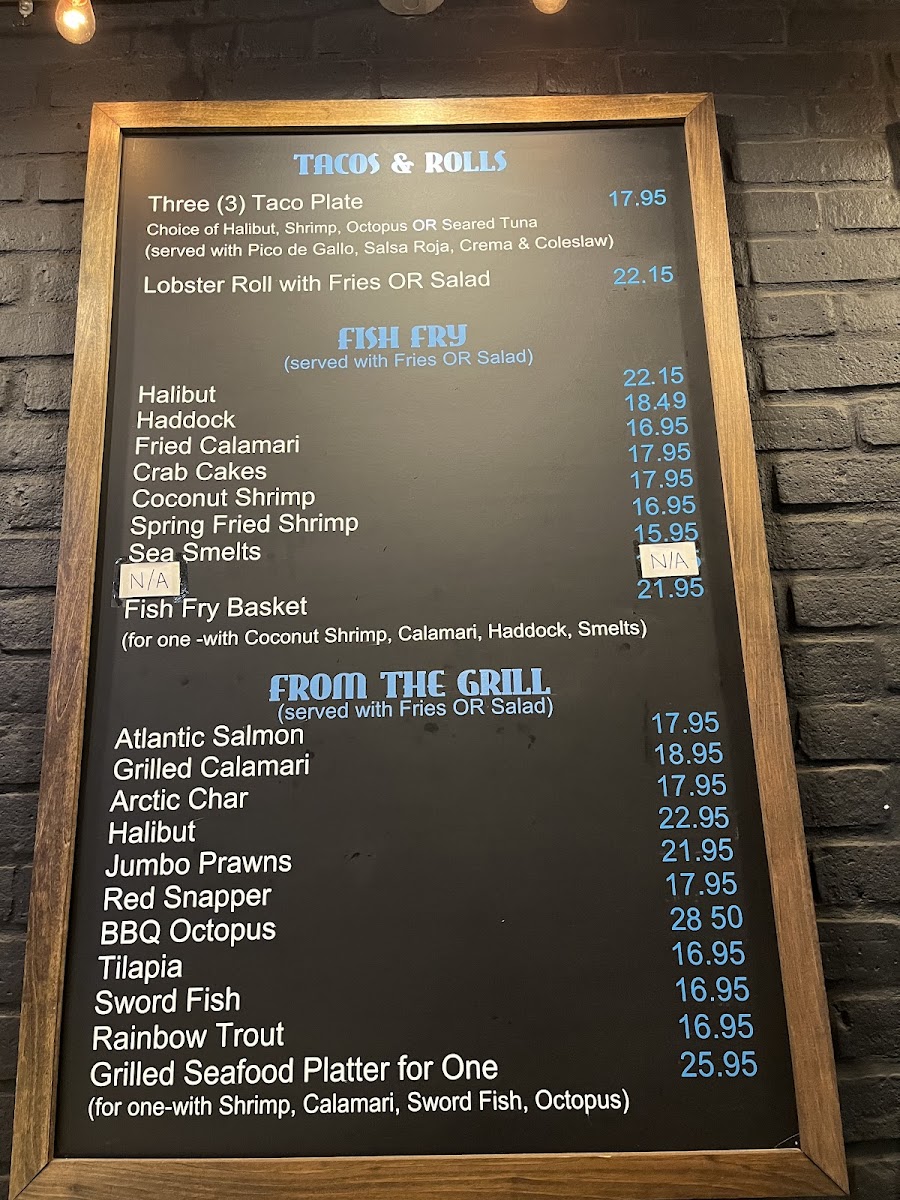 TACOS & ROLLS
Three (3) Taco Plate 17.95
Choice of Halibut, Shrimp, Octopus OR Seared Tuna
(served with Pico de Gallo, Salsa Roja, Crema & Coleslaw)
Lobster Roll with Fries OR Salad 22.15
FISH FRY
(served with Fries OR Salad)
Halibut 22.15
Haddock 18.49
Fried Calamari 16.95
Crab Cakes 17.95
Coconut Shrimp 17.95
Spring Fried Shrimp 16.95
Sea Smelts 15.95
N/A N/A
Fish Fry Basket 21.95
(for one -with Coconut Shrimp, Calamari, Haddock, Smelts)
FROM THE GRILL
(served with Fries OR Salad)
Atlantic Salmon 17.95
Grilled Calamari 18.95
Arctic Char 17.95
Halibut 22.95
Jumbo Prawns 21.95
Red Snapper 17.95
BBQ Octopus 28 50
Tilapia 16.95
Sword Fish 16.95
Rainbow Trout 16.95
Grilled Seafood Platter for One 25.95
(for one-with Shrimp, Calamari, Sword Fish, Octopus)